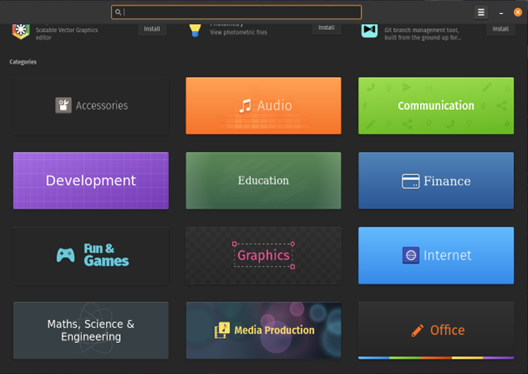 Scalable Vector Graphics
editor
Install
View photometric files
Install
Git branch management tool,
built from the ground up for...
Install
Categories
Accessories
Audio
Communication
Development
Education
Finance
Fun &
Games
Graphics
Internet
Maths, Science &
Engineering
Media Production
Office